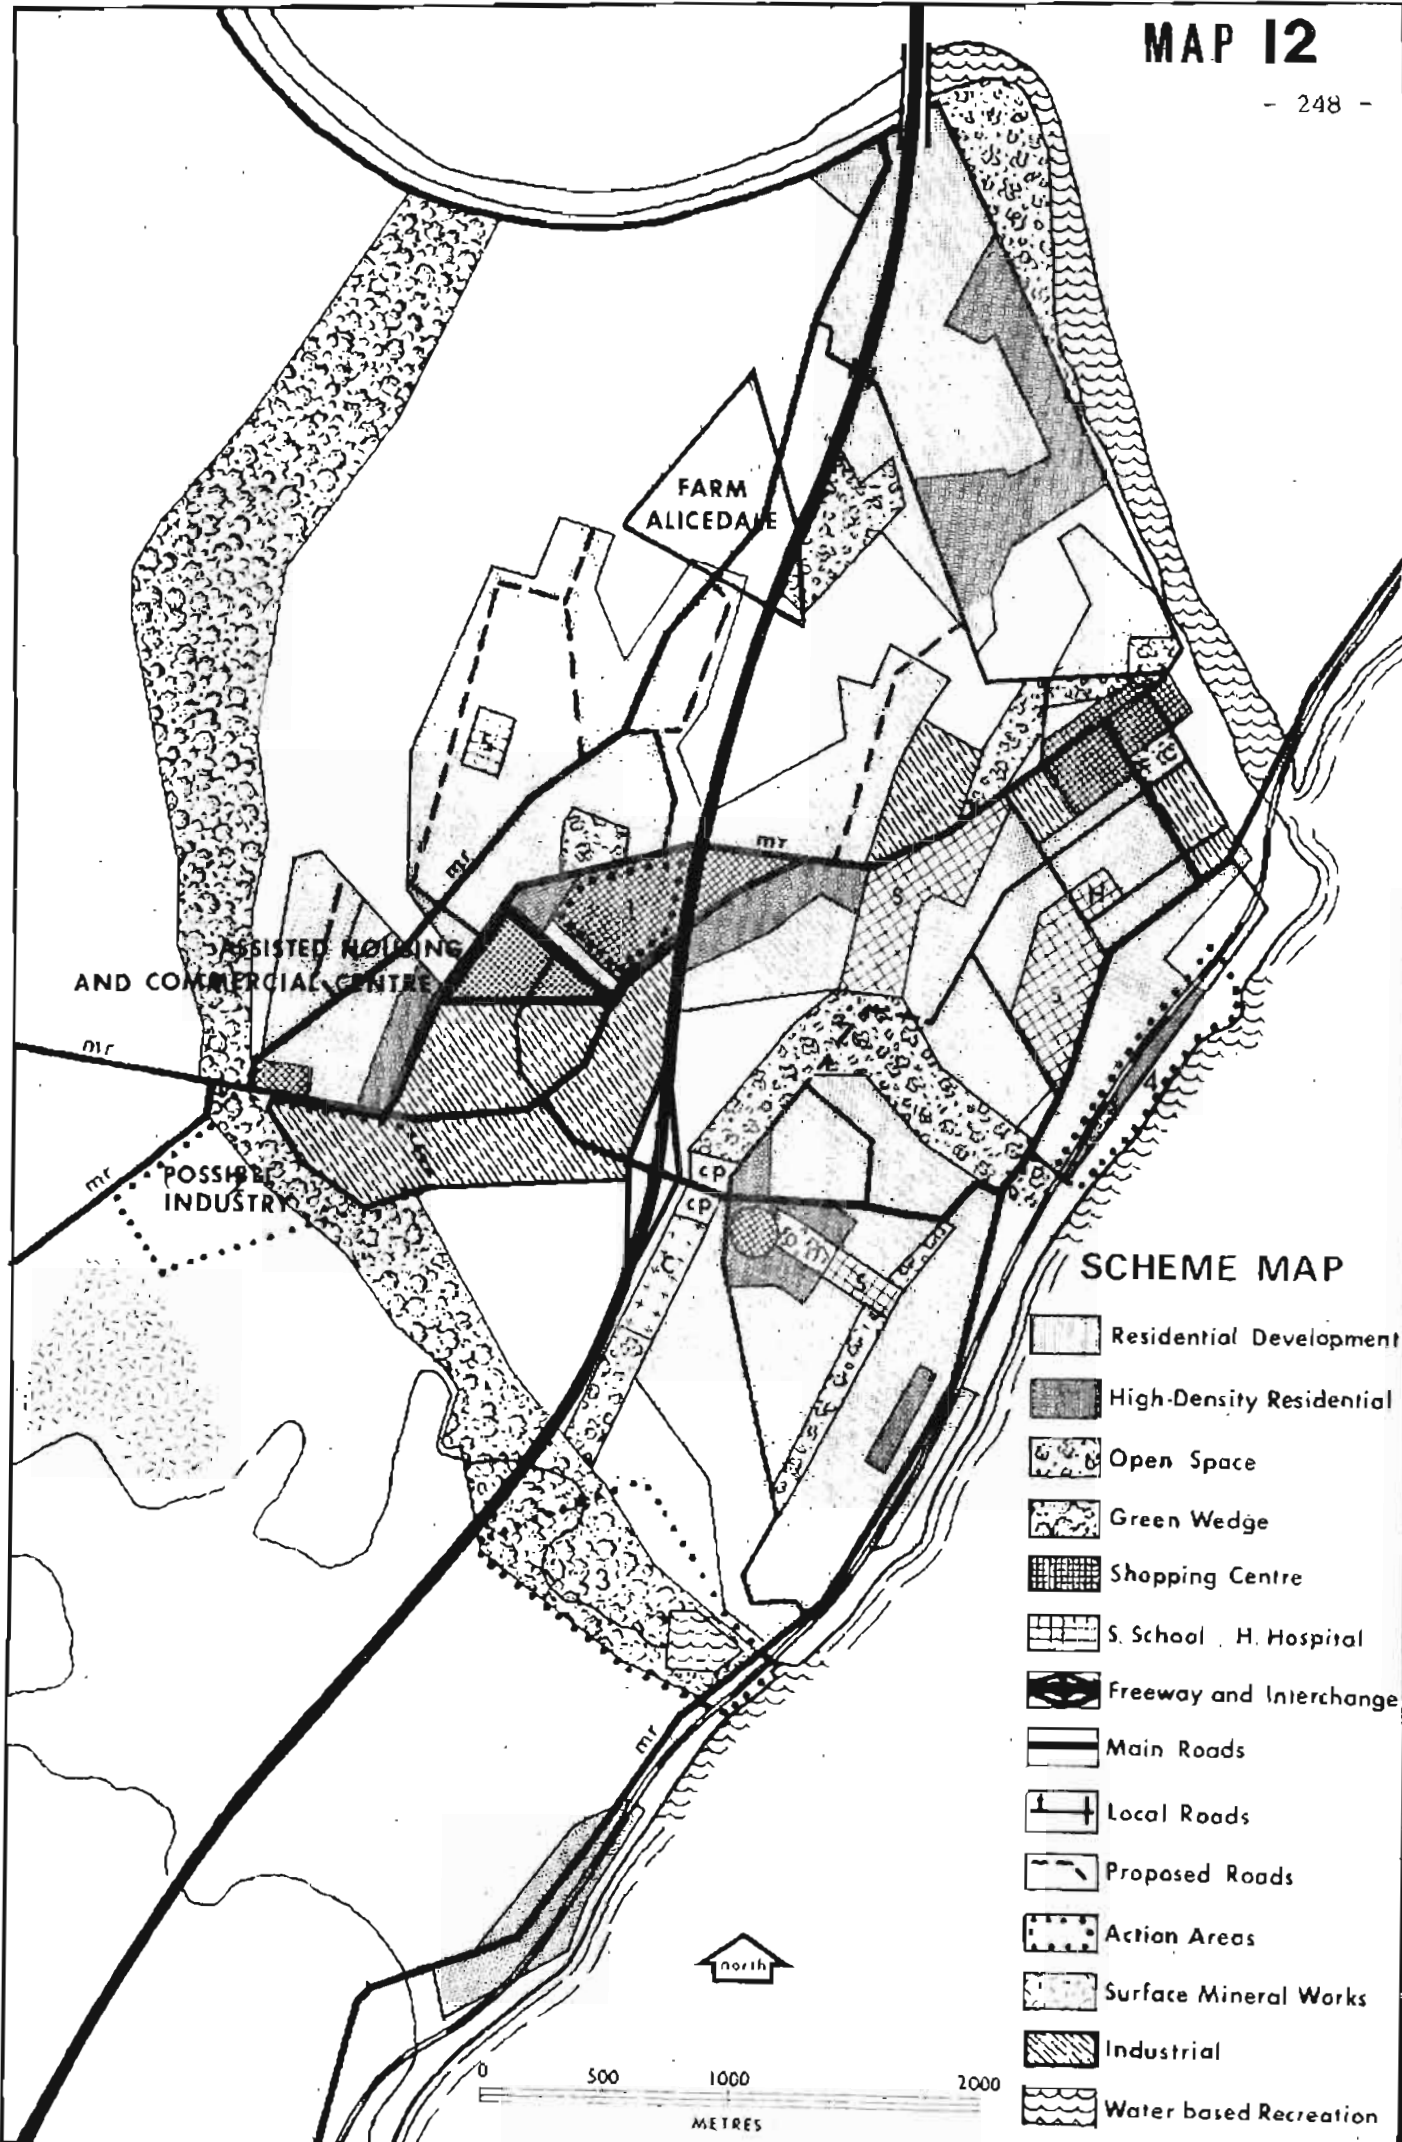 MAP 12
- 248 -
FARM
ALICEDALE
mr
mr
ASSISTED HOUSING
AND COMMERCIAL CENTRE
mr
mr
POSSIBLE
INDUSTRY
S
H
S
1
2
cp
cp
C
S
mr
SCHEME MAP
Residential Development
High-Density Residential
Open Space
Green Wedge
Shopping Centre
S. School H. Hospital
Freeway and Interchange
Main Roads
Local Roads
Proposed Roads
Action Areas
Surface Mineral Works
Industrial
Water based Recreation
north
0 500 1000 2000
METRES